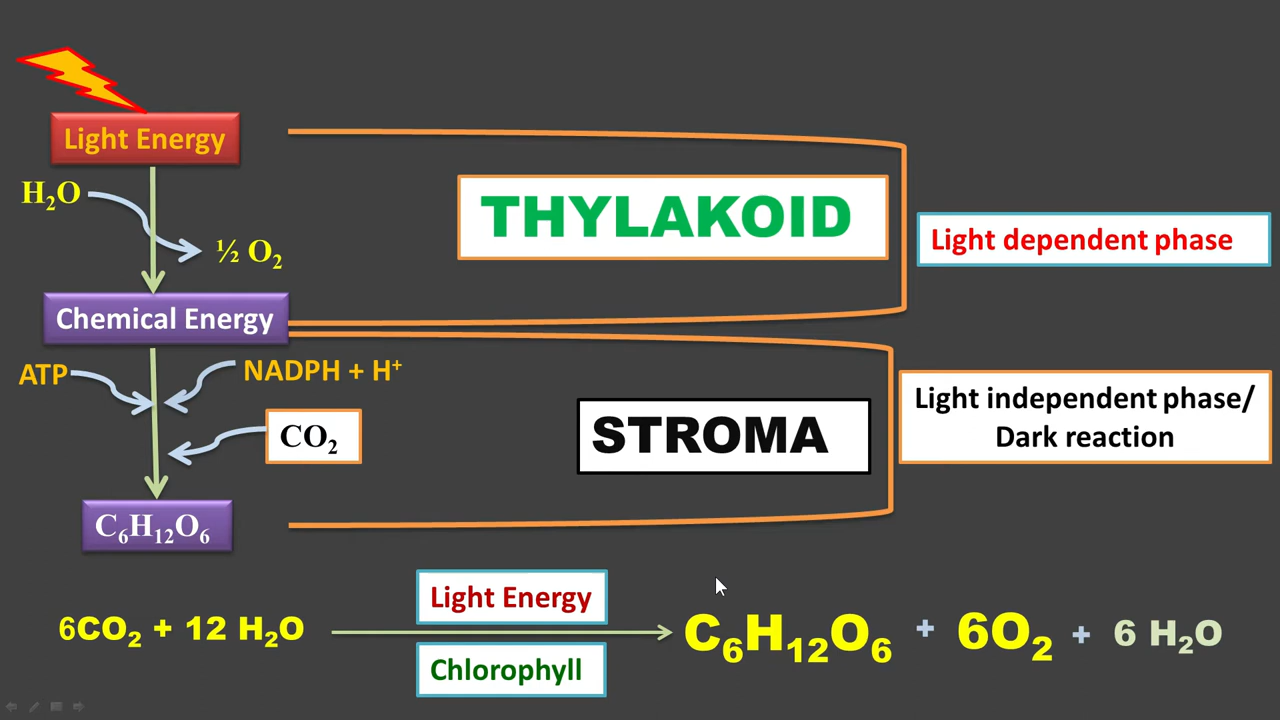 Light Energy
H₂O
½ O₂
THYLAKOID
Light dependent phase
Chemical Energy
ATP
NADPH + H⁺
CO₂
STROMA
Light independent phase/
Dark reaction
C₆H₁₂O₆
Light Energy
6CO₂ + 12 H₂O
C₆H₁₂O₆ + 6O₂ + 6 H₂O
Chlorophyll